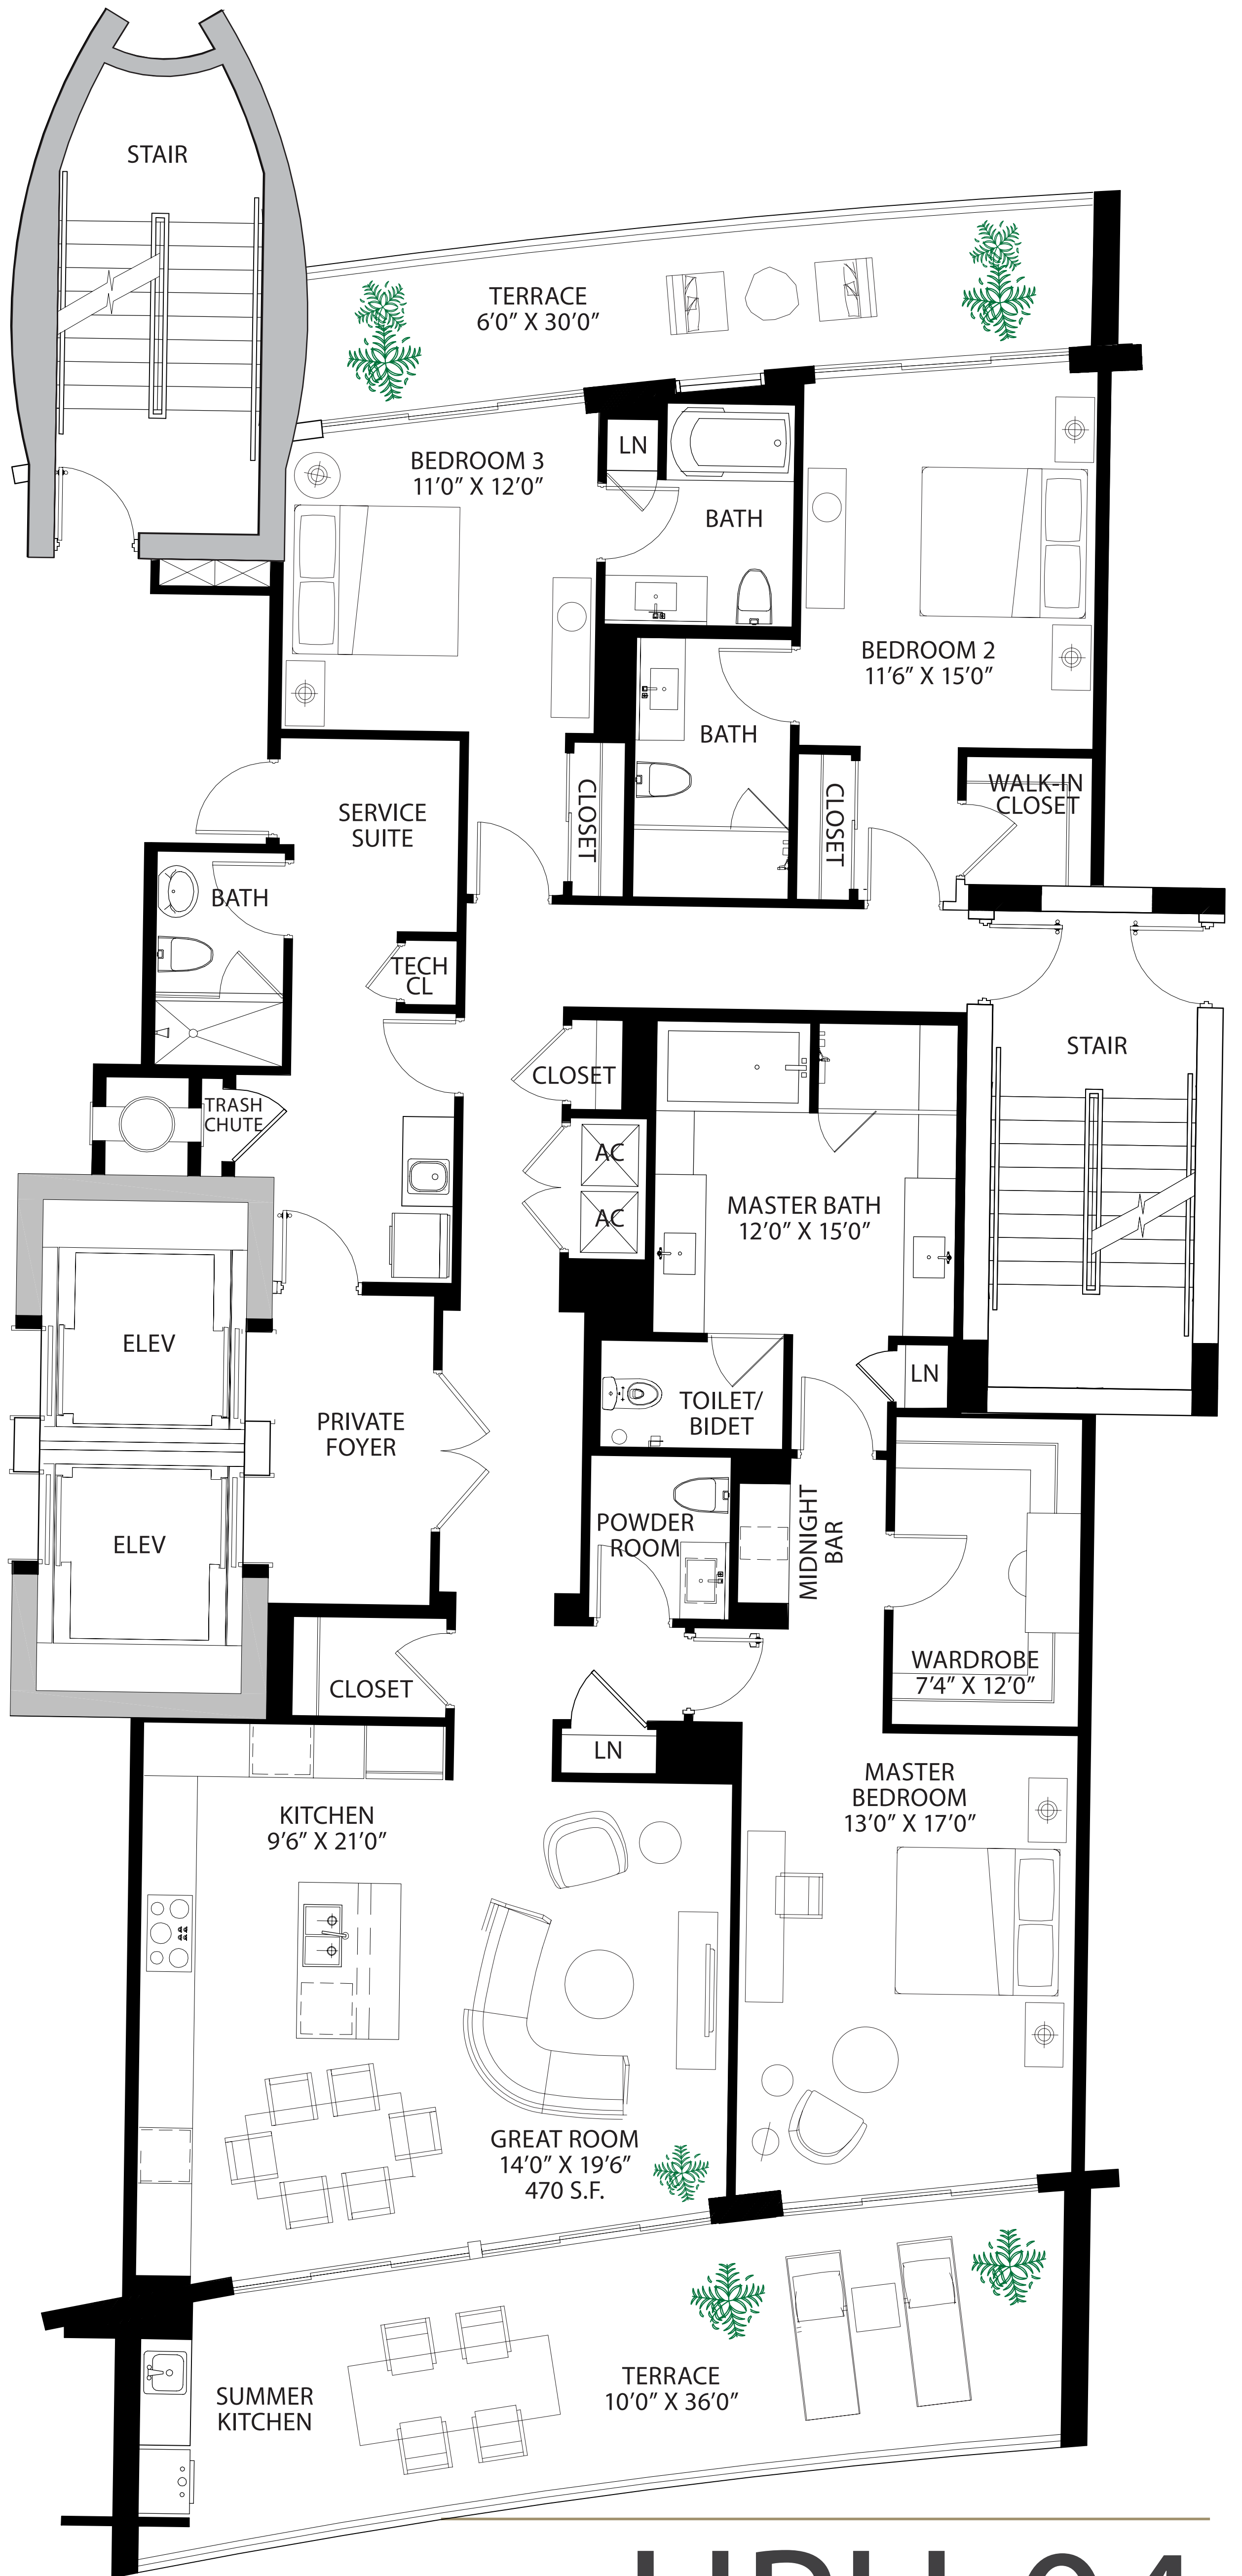 STAIR
TERRACE
6'0" X 30'0"
LN
BEDROOM 3
11'0" X 12'0"
BATH
BEDROOM 2
11'6" X 15'0"
BATH
SERVICE
SUITE
CLOSET
CLOSET
WALK-IN
CLOSET
BATH
TECH
CL
STAIR
CLOSET
TRASH
CHUTE
AC
AC
MASTER BATH
12'0" X 15'0"
ELEV
LN
TOILET/
BIDET
PRIVATE
FOYER
ELEV
POWDER
ROOM
MIDNIGHT
BAR
WARDROBE
7'4" X 12'0"
CLOSET
LN
MASTER
BEDROOM
13'0" X 17'0"
KITCHEN
9'6" X 21'0"
GREAT ROOM
14'0" X 19'6"
470 S.F.
TERRACE
10'0" X 36'0"
SUMMER
KITCHEN